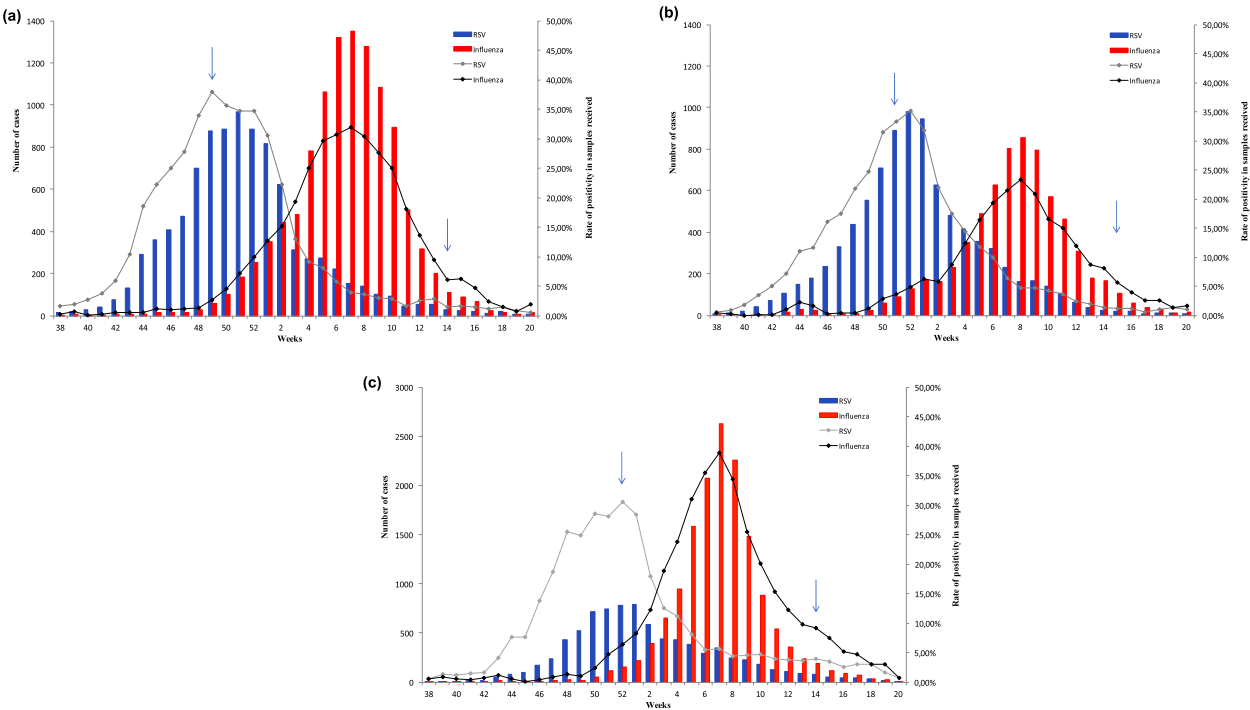 (a)
1400
1200
1000
800
600
400
200
0
Number of cases
50,00%
45,00%
40,00%
35,00%
30,00%
25,00%
20,00%
15,00%
10,00%
5,00%
0,00%
Rate of positivity in samples received
RSV
Influenza
RSV
Influenza
38 40 42 44 46 48 50 52 2 4 6 8 10 12 14 16 18 20
Weeks
(b)
1400
1200
1000
800
600
400
200
0
Number of cases
50,00%
45,00%
40,00%
35,00%
30,00%
25,00%
20,00%
15,00%
10,00%
5,00%
0,00%
Rate of positivity in samples received
RSV
Influenza
RSV
Influenza
38 40 42 44 46 48 50 52 2 4 6 8 10 12 14 16 18 20
Weeks
(c)
3000
2500
2000
1500
1000
500
0
Number of cases
50,00%
45,00%
40,00%
35,00%
30,00%
25,00%
20,00%
15,00%
10,00%
5,00%
0,00%
Rate of positivity in samples received
RSV
Influenza
RSV
Influenza
38 40 42 44 46 48 50 52 2 4 6 8 10 12 14 16 18 20
Weeks